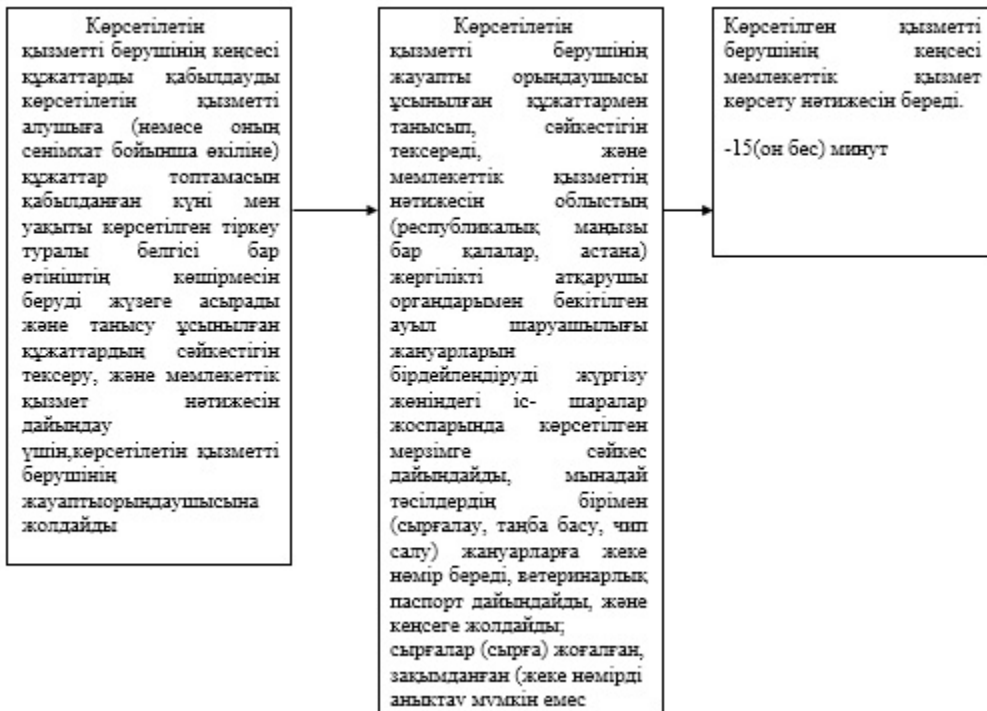 Көрсетілетін
қызметті берушінің кеңсесі
құжаттарды қабылдауды
көрсетілетін қызметті
алушыға (немесе оның
сенімхат бойынша өкіліне)
құжаттар топтамасын
қабылданған күні мен
уақыты көрсетілген тіркеу
туралы белгісі бар
өтініштің көшірмесін
беруді жүзеге асырады
және танысу ұсынылған
құжаттардың сәйкестігін
тексеру, және мемлекеттік
қызмет нәтижесін
дайындау
үшін,көрсетілетін қызметті
берушінің
жауаптыорындаушысына
жолдайды
Көрсетілетін
қызметті берушінің
жауапты орындаушысы
ұсынылған құжаттармен
танысып, сәйкестігін
тексереді, және
мемлекеттік қызметтің
нәтижесін облыстың
(республикалық маңызы
бар қалалар, астана)
жергілікті атқарушы
органдарымен бекітілген
ауыл шаруашылығы
жануарларын
бірдейлендіруді жүргізу
жөніндегі іс- шаралар
жоспарында көрсетілген
мерзімге сәйкес
дайындайды, мынадай
тәсілдердің бірімен
(сырғалау, таңба басу, чип
салу) жануарларға жеке
нөмір береді, ветеринарлық
паспорт дайындайды, және
кеңсеге жолдайды;
сырғалар (сырға) жоғалған,
зақымданған (жеке нөмірді
анықтау мүмкін емес
Көрсетілген қызметті
берушінің кеңсесі
мемлекеттік қызмет
көрсету нәтижесін береді.
-15(он бес) минут